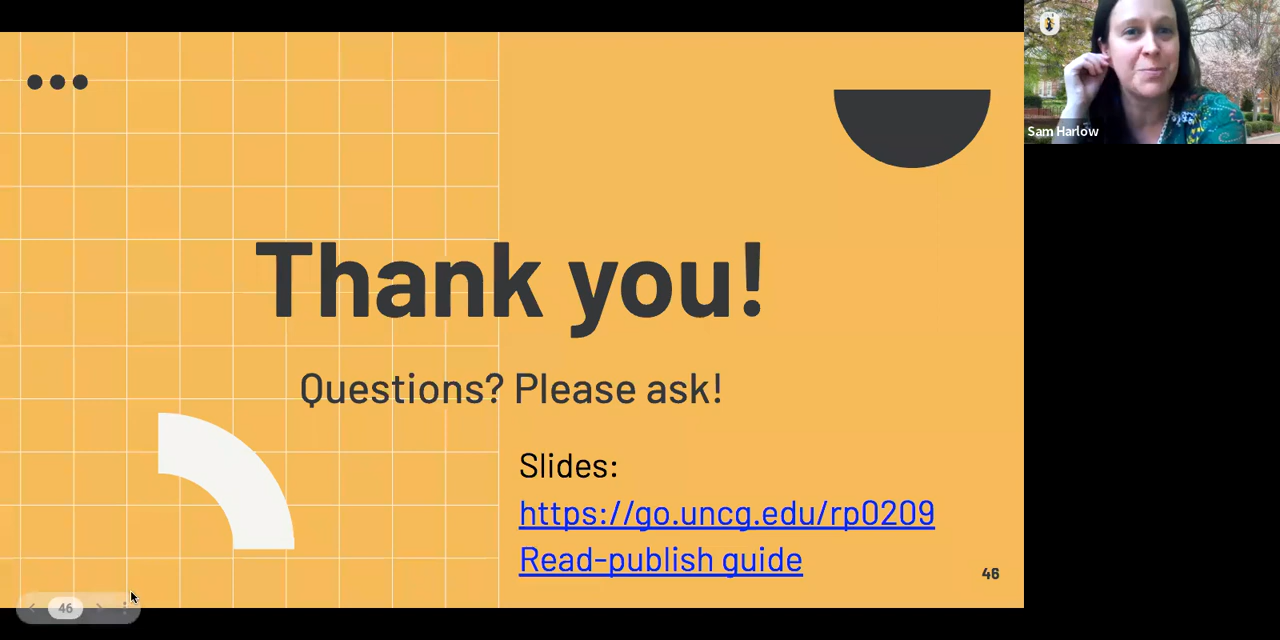 Thank you!
Questions? Please ask!
Slides:
https://go.uncg.edu/rp0209
Read-publish guide
46
46
Sam Harlow